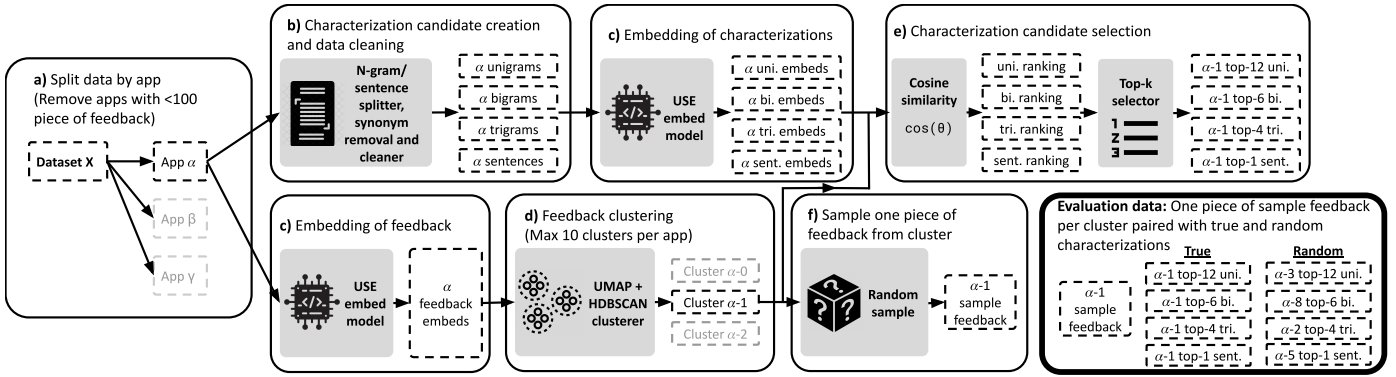 a) Split data by app
(Remove apps with <100
piece of feedback)
Dataset X
App α
App β
App γ
b) Characterization candidate creation
and data cleaning
N-gram/
sentence
splitter,
synonym
removal and
cleaner
α unigrams
α bigrams
α trigrams
α sentences
c) Embedding of characterizations
</>
USE
embed
model
α uni. embeds
α bi. embeds
α tri. embeds
α sent. embeds
e) Characterization candidate selection
Cosine
similarity
cos(θ)
uni. ranking
bi. ranking
tri. ranking
sent. ranking
Top-k
selector
1
2
3
α-1 top-12 uni.
α-1 top-6 bi.
α-1 top-4 tri.
α-1 top-1 sent.
c) Embedding of feedback
</>
USE
embed
model
α
feedback
embeds
d) Feedback clustering
(Max 10 clusters per app)
UMAP +
HDBSCAN
clusterer
Cluster α-0
Cluster α-1
Cluster α-2
f) Sample one piece of
feedback from cluster
?
? ?
Random
sample
α-1
sample
feedback
Evaluation data: One piece of sample feedback
per cluster paired with true and random
characterizations
True
Random
α-1
sample
feedback
α-1 top-12 uni.
α-1 top-6 bi.
α-1 top-4 tri.
α-1 top-1 sent.
α-3 top-12 uni.
α-8 top-6 bi.
α-2 top-4 tri.
α-5 top-1 sent.